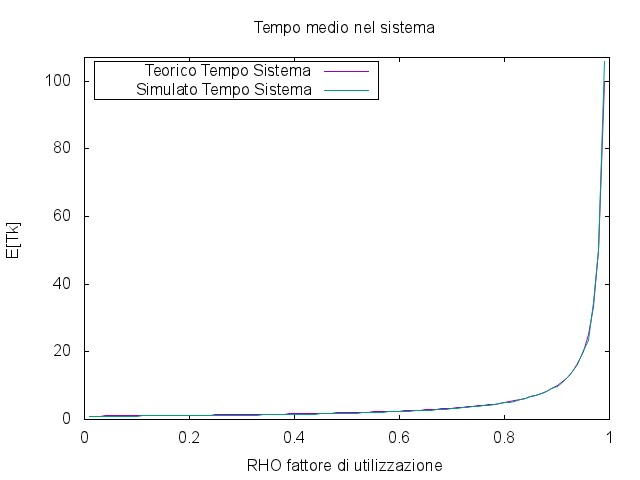 Tempo medio nel sistema
Teorico Tempo Sistema
Simulato Tempo Sistema
100
80
60
40
20
0
E[Tk]
0 0.2 0.4 0.6 0.8 1
RHO fattore di utilizzazione